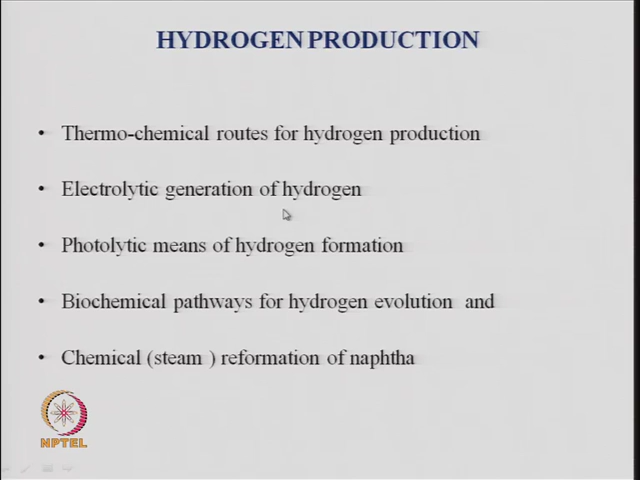 HYDROGEN PRODUCTION
• Thermo-chemical routes for hydrogen production
• Electrolytic generation of hydrogen
• Photolytic means of hydrogen formation
• Biochemical pathways for hydrogen evolution and
• Chemical (steam ) reformation of naphtha
NPTEL